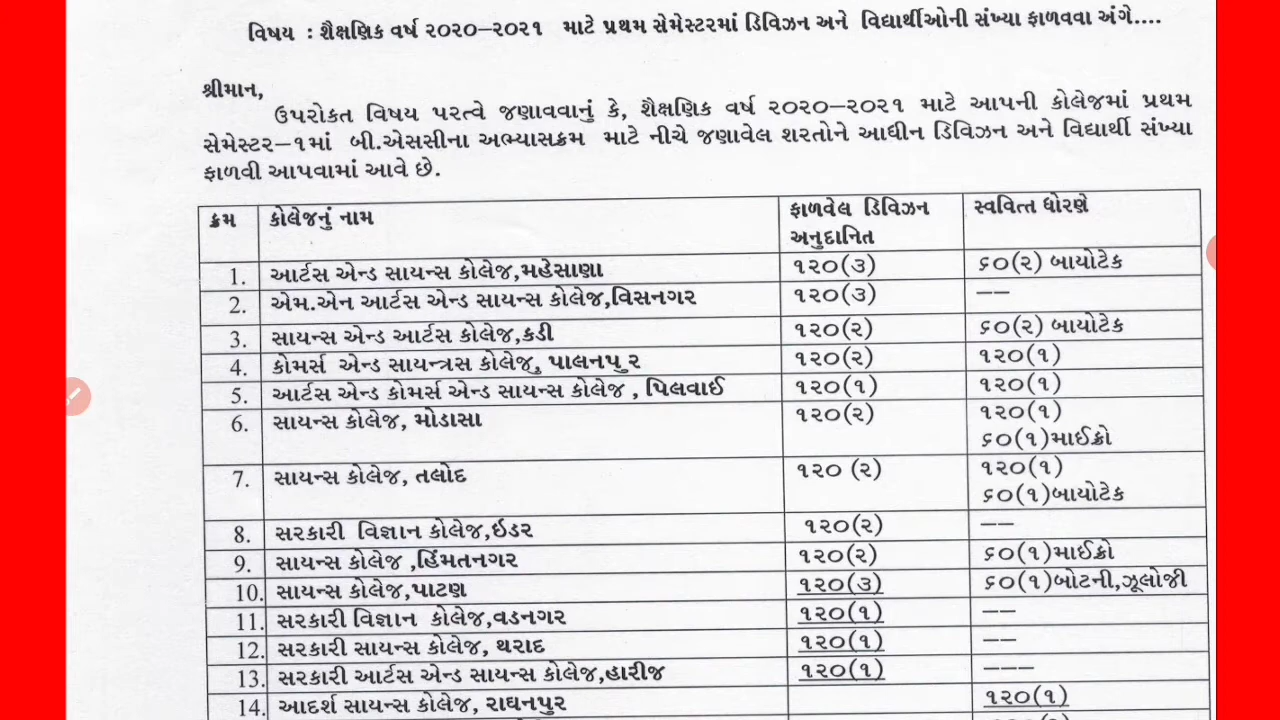 વિષય : શૈક્ષણિક વર્ષ ૨૦૨૦–૨૦૨૧ માટે પ્રથમ સેમેસ્ટરમાં ડિવિઝન અને વિદ્યાર્થીઓની સંખ્યા ફાળવવા અંગે....
શ્રીમાન,
ઉપરોકત વિષય પરત્વે જણાવવાનું કે, શૈક્ષણિક વર્ષ ૨૦૨૦–૨૦૨૧ માટે આપની કોલેજમાં પ્રથમ
સેમેસ્ટર–૧માં બી.એસસીના અભ્યાસક્રમ માટે નીચે જણાવેલ શરતોને આધીન ડિવિઝન અને વિદ્યાર્થી સંખ્યા
ફાળવી આપવામાં આવે છે.
ક્રમ કોલેજનું નામ ફાળવેલ ડિવિઝન સ્વવિત્ત ધોરણે
અનુદાનિત
1. આર્ટસ એન્ડ સાયન્સ કોલેજ,મહેસાણા ૧૨૦(૩) ૬૦(૨) બાયોટેક
2. એમ.એન આર્ટસ એન્ડ સાયન્સ કોલેજ,વિસનગર ૧૨૦(૩) ––
3. સાયન્સ એન્ડ આર્ટસ કોલેજ,કડી ૧૨૦(૨) ૬૦(૨) બાયોટેક
4. કોમર્સ એન્ડ સાયન્ત્રસ કોલેજ, પાલનપુર ૧૨૦(૨) ૧૨૦(૧)
5. આર્ટસ એન્ડ કોમર્સ એન્ડ સાયન્સ કોલેજ , પિલવાઈ ૧૨૦(૧) ૧૨૦(૧)
6. સાયન્સ કોલેજ, મોડાસા ૧૨૦(૨) ૧૨૦(૧)
૬૦(૧)માઈક્રો
7. સાયન્સ કોલેજ, તલોદ ૧૨૦ (૨) ૧૨૦(૧)
૬૦(૧)બાયોટેક
8. સરકારી વિજ્ઞાન કોલેજ,ઇડર ૧૨૦(૨) ––
9. સાયન્સ કોલેજ ,હિંમતનગર ૧૨૦(૨) ૬૦(૧)માઈક્રો
10. સાયન્સ કોલેજ,પાટણ ૧૨૦(૩) ૬૦(૧)બોટની,ઝૂલોજી
11. સરકારી વિજ્ઞાન કોલેજ,વડનગર ૧૨૦(૧) ––
12. સરકારી સાયન્સ કોલેજ, થરાદ ૧૨૦(૧) ––
13. સરકારી આર્ટસ એન્ડ સાયન્સ કોલેજ,હારીજ ૧૨૦(૧) –––
14. આદર્શ સાયન્સ કોલેજ, રાધનપુર ૧૨૦(૧)